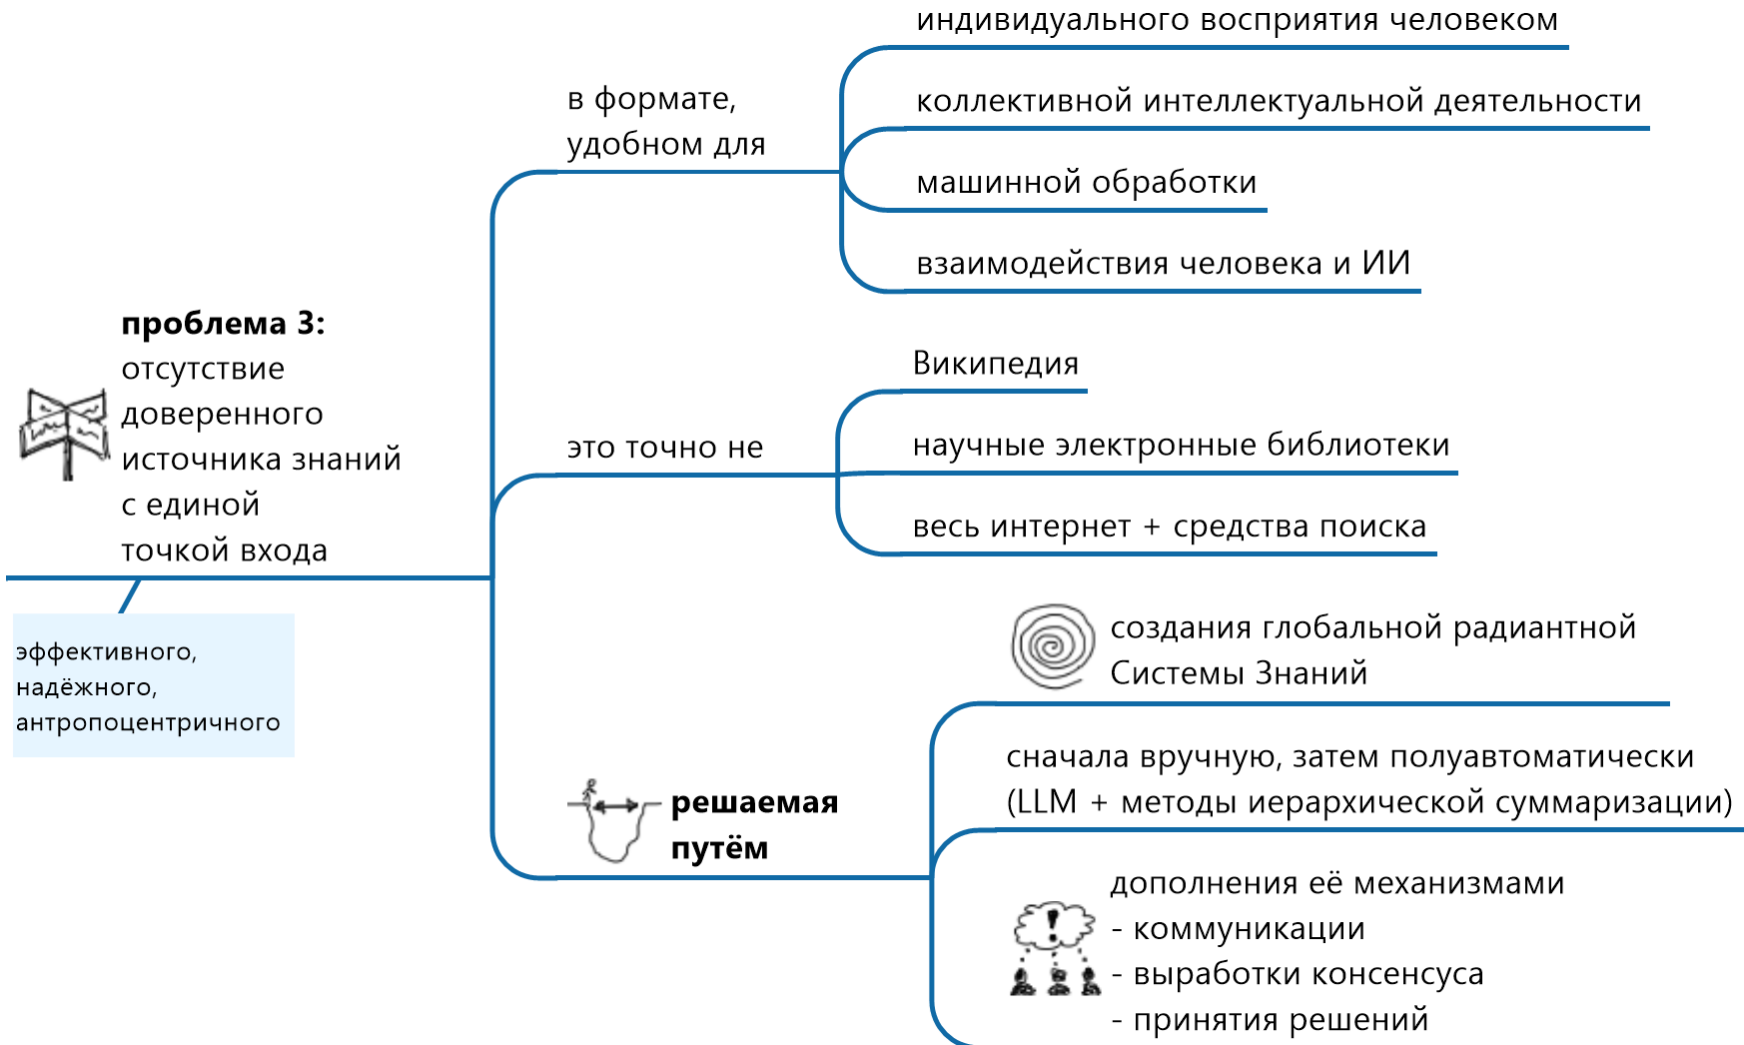 проблема 3:
отсутствие
доверенного
источника знаний
с единой
точкой входа
эффективного,
надёжного,
антропоцентричного
в формате,
удобном для
индивидуального восприятия человеком
коллективной интеллектуальной деятельности
машинной обработки
взаимодействия человека и ИИ
это точно не
Википедия
научные электронные библиотеки
весь интернет + средства поиска
решаемая
путём
создания глобальной радиантной
Системы Знаний
сначала вручную, затем полуавтоматически
(LLM + методы иерархической суммаризации)
дополнения её механизмами
- коммуникации
- выработки консенсуса
- принятия решений